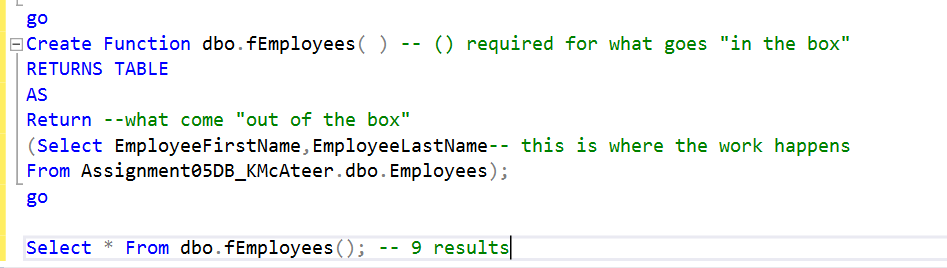 go
Create Function dbo.fEmployees( ) -- () required for what goes "in the box"
RETURNS TABLE
AS
Return --what come "out of the box"
(Select EmployeeFirstName,EmployeeLastName-- this is where the work happens
From Assignment05DB_KMcAteer.dbo.Employees);
go
Select * From dbo.fEmployees(); -- 9 results